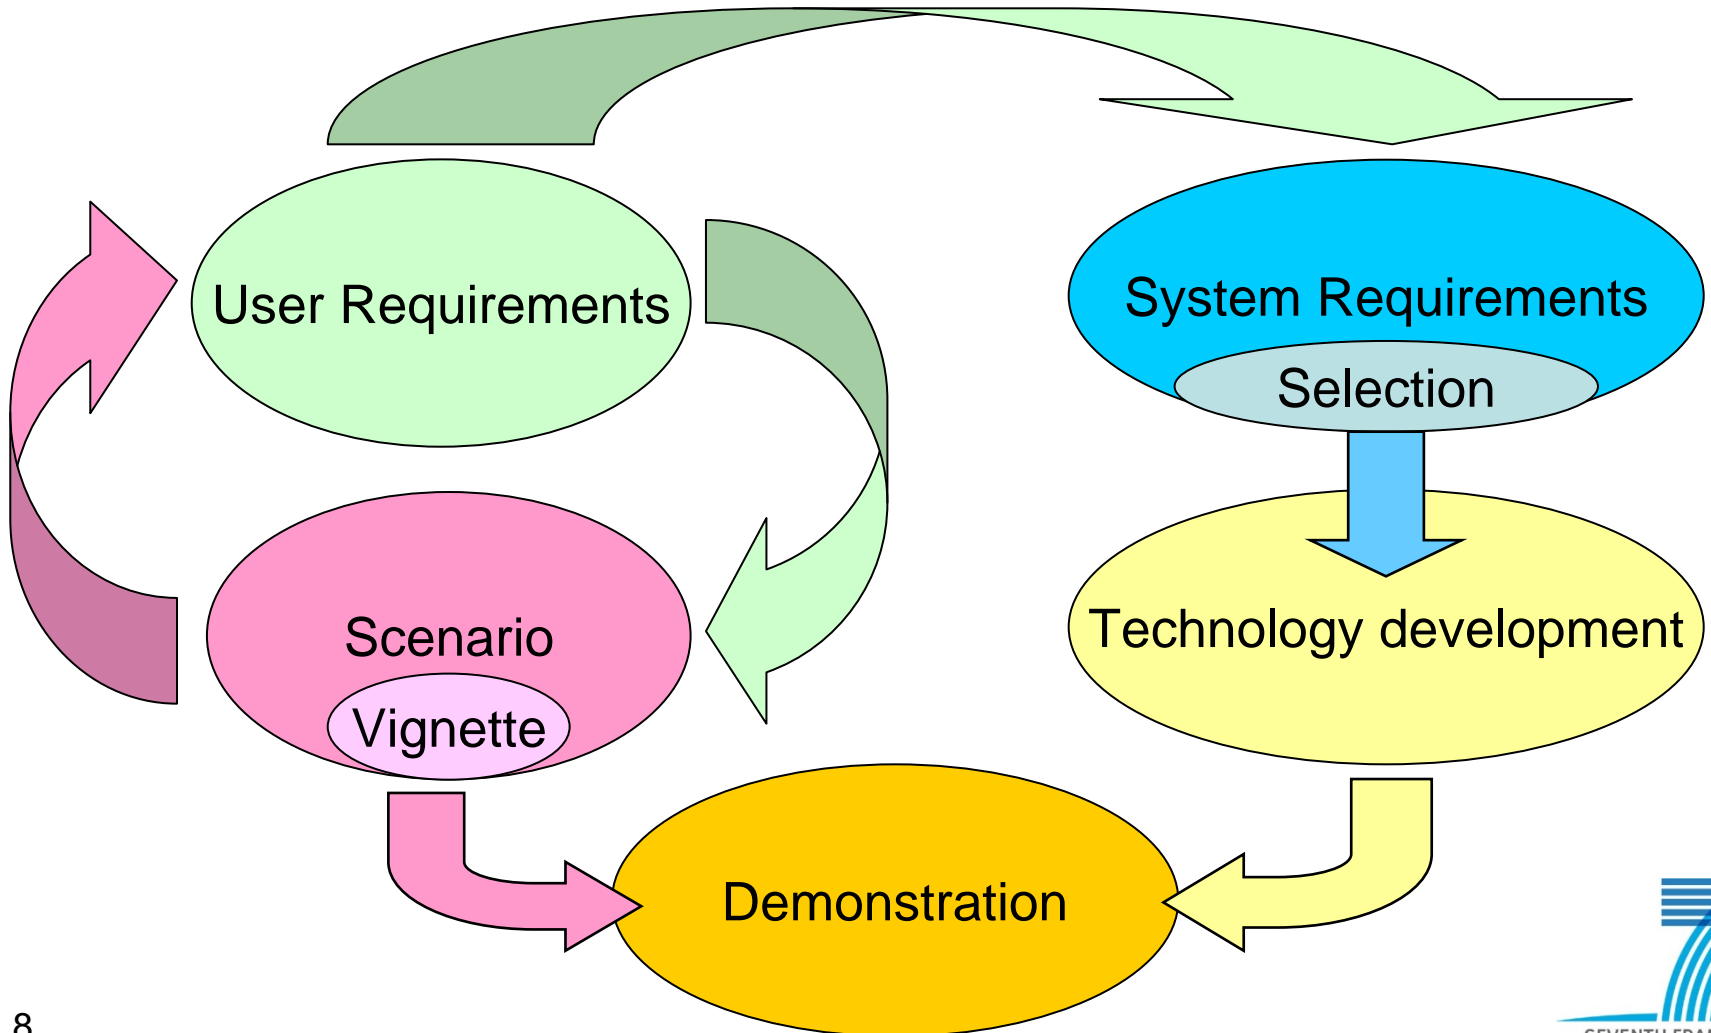 User Requirements
System Requirements
Selection
Scenario
Technology development
Vignette
Demonstration
8